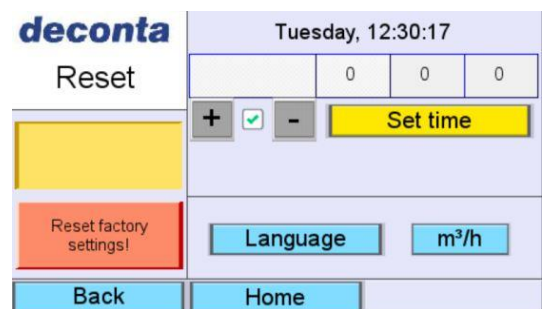 deconta
Tuesday, 12:30:17
Reset
0 0 0
+ -
Set time
Reset factory
settings!
Language
m³/h
Back
Home